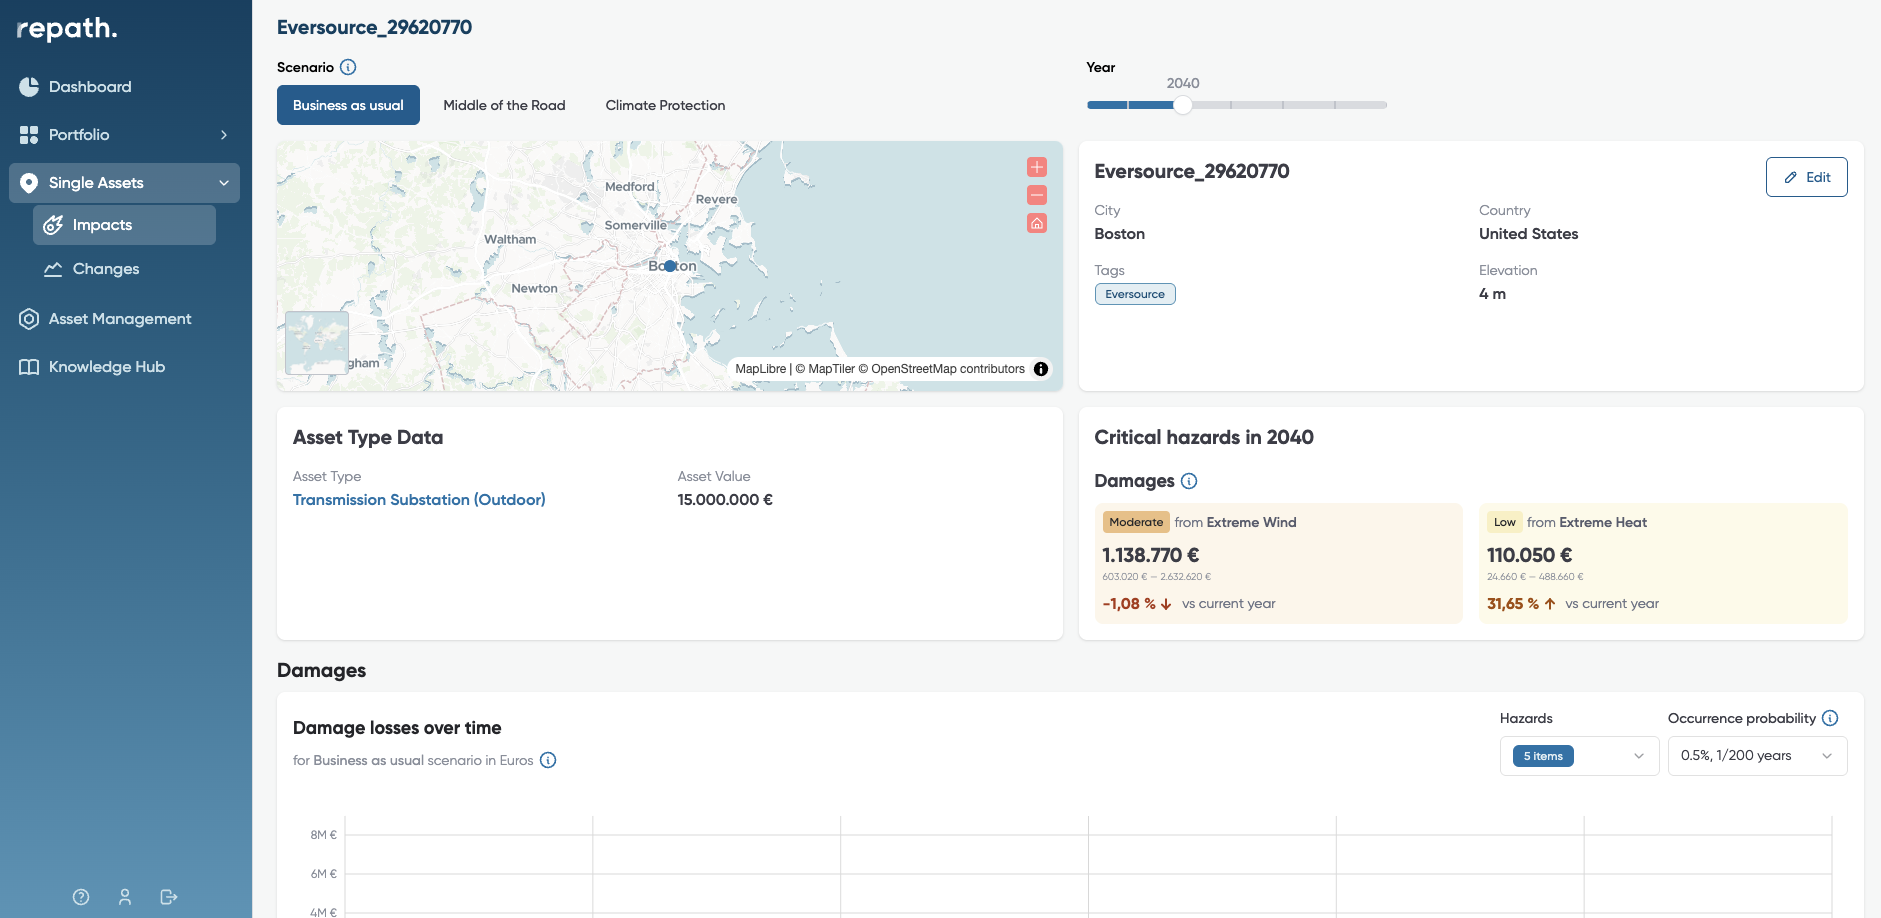 repath.
Dashboard
Portfolio
Single Assets
Impacts
Changes
Asset Management
Knowledge Hub
Eversource_29620770
Scenario
Business as usual
Middle of the Road
Climate Protection
Year
2040
Medford
Revere
Somerville
Waltham
Boston
Newton
gham
MapLibre | © MapTiler © OpenStreetMap contributors
Eversource_29620770
Edit
City
Boston
Country
United States
Tags
Eversource
Elevation
4 m
Asset Type Data
Asset Type
Transmission Substation (Outdoor)
Asset Value
15.000.000 €
Critical hazards in 2040
Damages
Moderate from Extreme Wind
1.138.770 €
603.020 € – 2.632.620 €
-1,08 % ↓ vs current year
Low from Extreme Heat
110.050 €
24.660 € – 488.660 €
31,65 % ↑ vs current year
Damages
Damage losses over time
for Business as usual scenario in Euros
Hazards
5 items
Occurrence probability
0.5%, 1/200 years
8M €
6M €
4M €